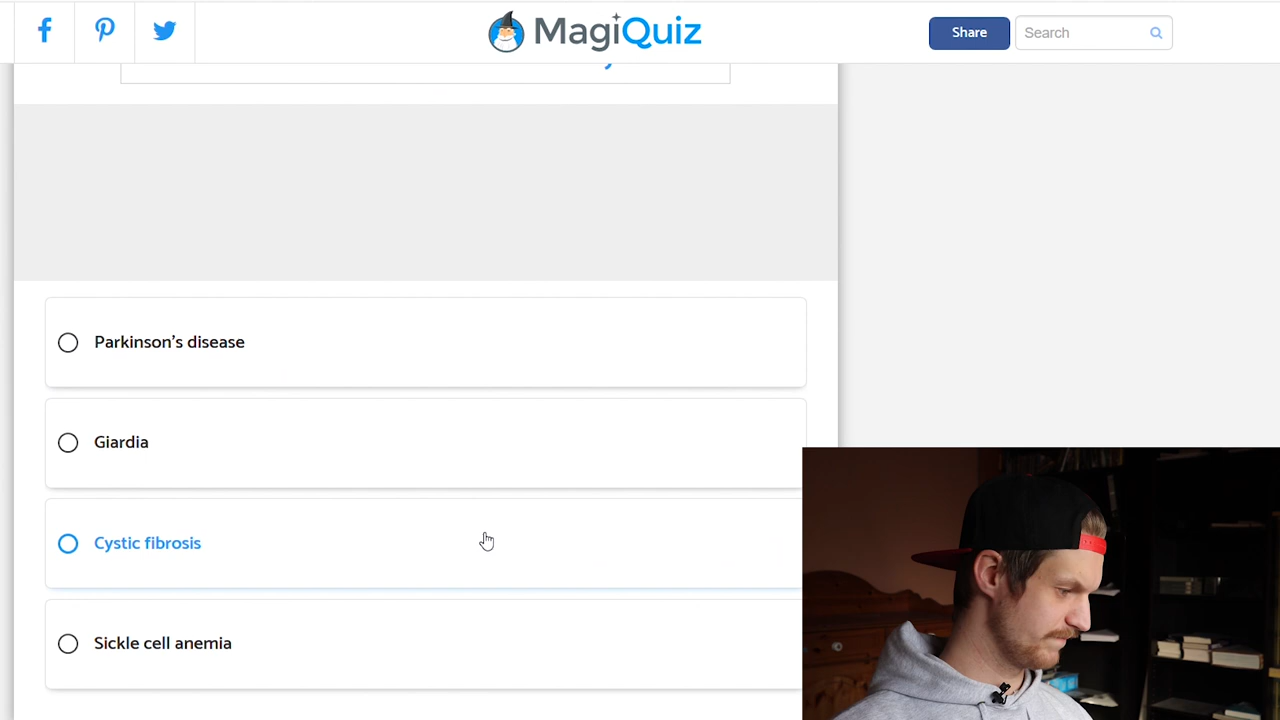 MagiQuiz
Share
Search
Parkinson's disease
Giardia
Cystic fibrosis
Sickle cell anemia